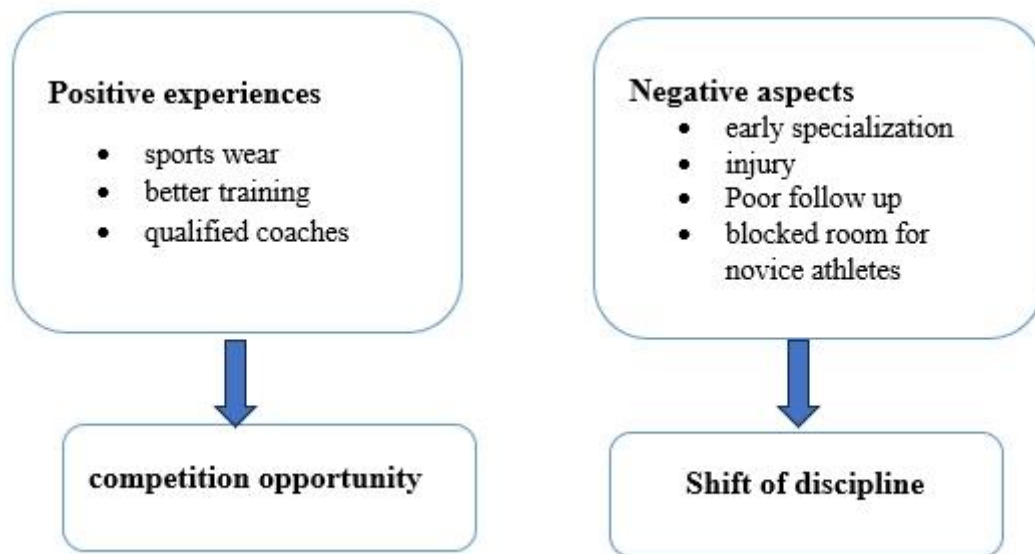 Positive experiences
• sports wear
• better training
• qualified coaches
competition opportunity
Negative aspects
• early specialization
• injury
• Poor follow up
• blocked room for
novice athletes
Shift of discipline